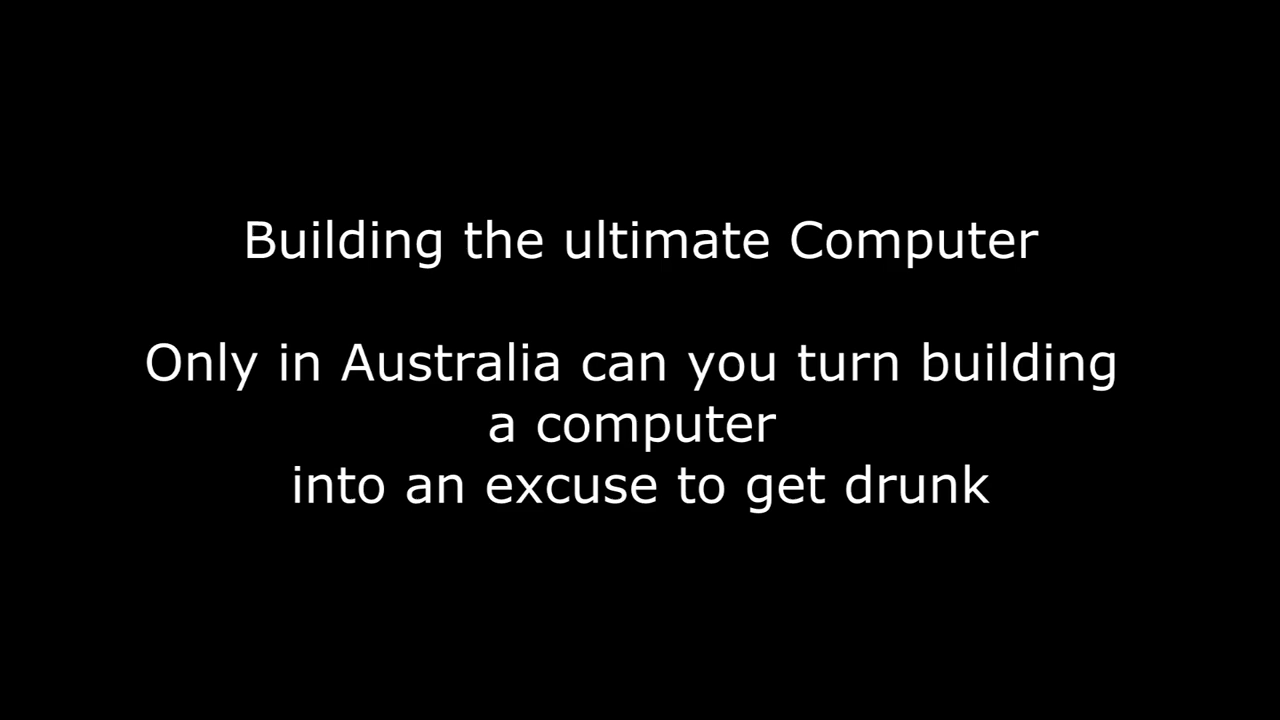 Building the ultimate Computer
Only in Australia can you turn building
a computer
into an excuse to get drunk